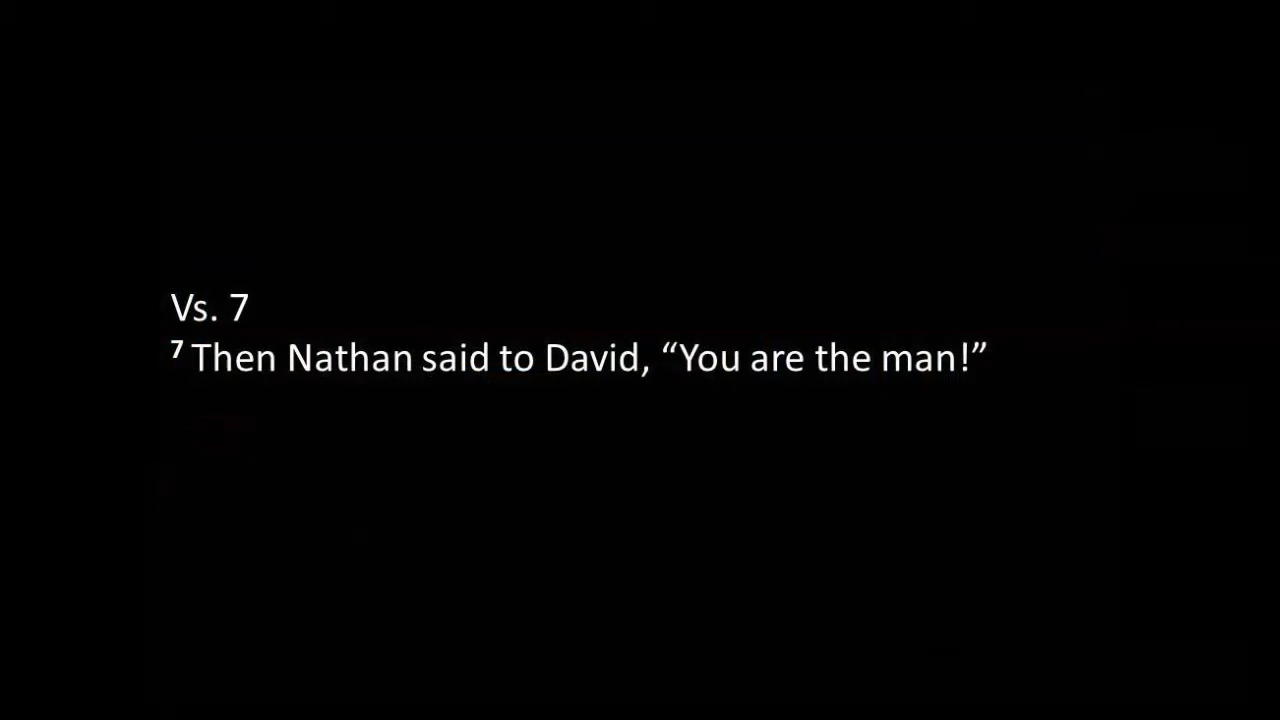 Vs. 7
⁷ Then Nathan said to David, “You are the man!”